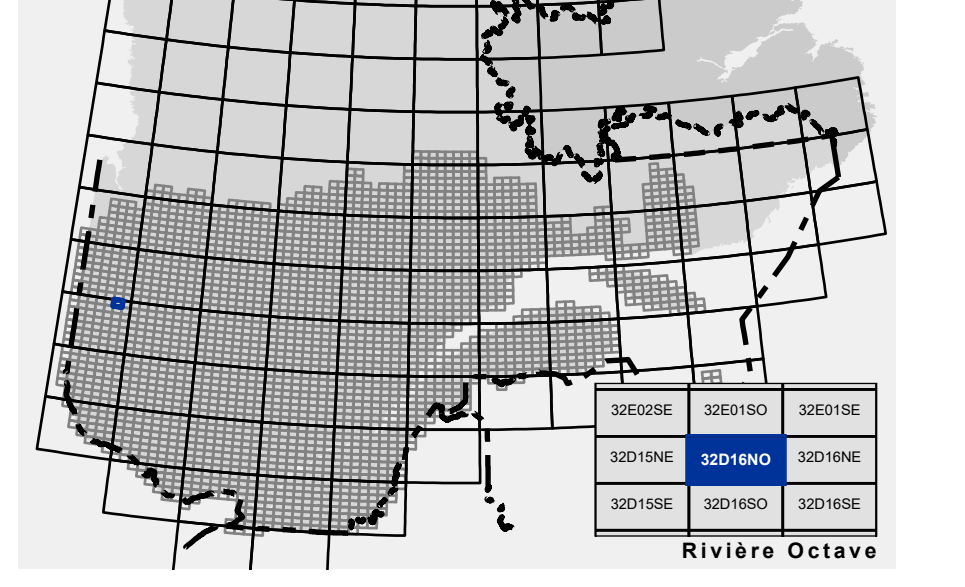 32E02SE 32E01SO 32E01SE
32D15NE 32D16NO 32D16NE
32D15SE 32D16SO 32D16SE
Rivière Octave